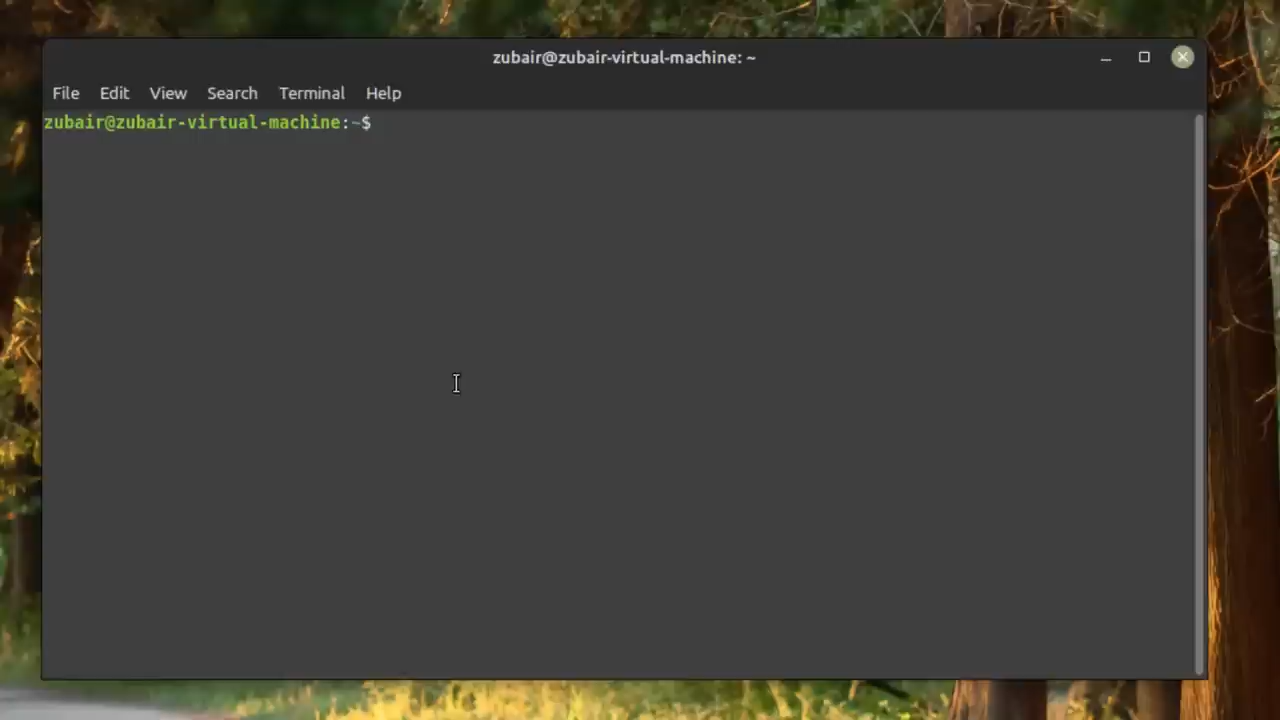 zubair@zubair-virtual-machine: ~
File Edit View Search Terminal Help
zubair@zubair-virtual-machine:~$